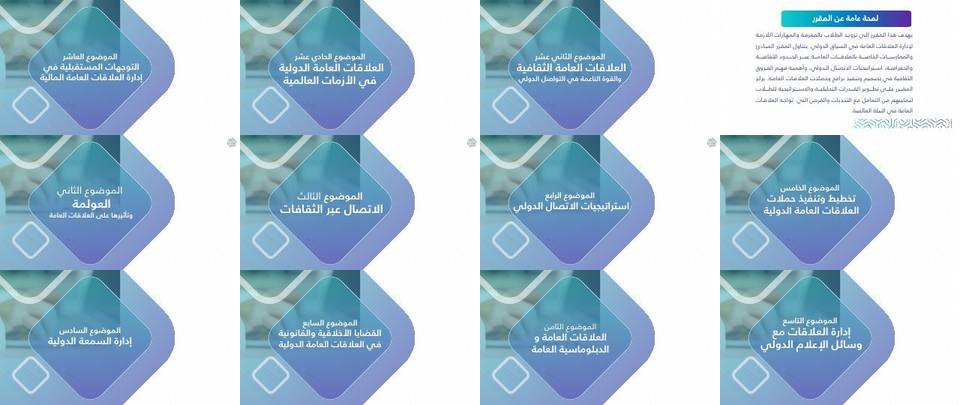 الموضوع العاشر
التوجهات المستقبلية في
إدارة العلاقات العامة المالية
الموضوع الحادي عشر
العلاقات العامة الدولية
في الأزمات العالمية
الموضوع الثاني عشر
العلاقات العامة الثقافية
والقوة الناعمة في التواصل الدولي
لمحة عامة عن المقرر
يهدف هذا المقرر إلى تزويد الطلاب بالمعرفة والمهارات اللازمة
لإدارة العلاقات العامة في السياق الدولي. يتناول المقرر المبادئ
والممارسات الخاصة بالعلاقات العامة عبر الحدود الثقافية
والجغرافية، استراتيجيات الاتصال الدولي، وأهمية فهم الفروق
الثقافية في تصميم وتنفيذ برامج وحملات العلاقات العامة. يركز
المقرر على تطوير القدرات التحليلية والاستراتيجية للطلاب
لتمكينهم من التعامل مع التحديات والفرص التي تواجه العلاقات
العامة في البيئة العالمية.
الموضوع الثاني
العولمة
وتأثيرها على العلاقات العامة
الموضوع الثالث
الاتصال عبر الثقافات
الموضوع الرابع
استراتيجيات الاتصال الدولي
الموضوع الخامس
تخطيط وتنفيذ حملات
العلاقات العامة الدولية
الموضوع السادس
إدارة السمعة الدولية
الموضوع السابع
القضايا الأخلاقية والقانونية
في العلاقات العامة الدولية
الموضوع الثامن
العلاقات العامة و
الدبلوماسية العامة
الموضوع التاسع
إدارة العلاقات مع
وسائل الإعلام الدولي